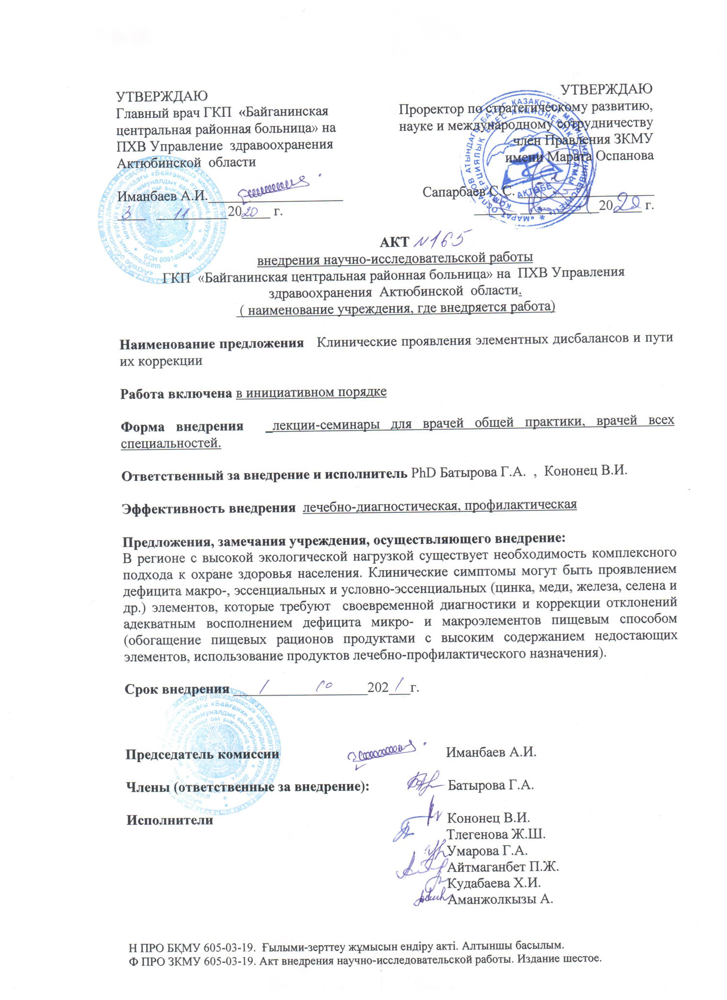 УТВЕРЖДАЮ
Главный врач ГКП «Байганинская
центральная районная больница» на
ПХВ Управление здравоохранения
Актюбинской области
Иманбаев А.И.
3 11 2020 г.
УТВЕРЖДАЮ
Проректор по стратегическому развитию,
науке и международному сотрудничеству
член Правления ЗКМУ
имени Марата Оспанова
Сапарбаев С.С.
2020 г.
АҚТӨБЕ
БСН 060140002367
АКТ №165
внедрения научно-исследовательской работы
ГКП «Байганинская центральная районная больница» на ПХВ Управления
здравоохранения Актюбинской области.
( наименование учреждения, где внедряется работа)
Наименование предложения Клинические проявления элементных дисбалансов и пути
их коррекции
Работа включена в инициативном порядке
Форма внедрения _лекции-семинары для врачей общей практики, врачей всех
специальностей.
Ответственный за внедрение и исполнитель PhD Батырова Г.А. , Кононец В.И.
Эффективность внедрения лечебно-диагностическая, профилактическая
Предложения, замечания учреждения, осуществляющего внедрение:
В регионе с высокой экологической нагрузкой существует необходимость комплексного
подхода к охране здоровья населения. Клинические симптомы могут быть проявлением
дефицита макро-, эссенциальных и условно-эссенциальных (цинка, меди, железа, селена и
др.) элементов, которые требуют своевременной диагностики и коррекции отклонений
адекватным восполнением дефицита микро- и макроэлементов пищевым способом
(обогащение пищевых рационов продуктами с высоким содержанием недостающих
элементов, использование продуктов лечебно-профилактического назначения).
Срок внедрения 1 10 2021 г.
Председатель комиссии Иманбаев А.И.
Члены (ответственные за внедрение): Батырова Г.А.
Исполнители Кононец В.И.
Тлегенова Ж.Ш.
Умарова Г.А.
Айтмаганбет П.Ж.
Кудабаева Х.И.
Аманжолкызы А.
Н ПРО БҚМУ 605-03-19. Ғылыми-зерттеу жұмысын ендіру акті. Алтыншы басылым.
Ф ПРО ЗКМУ 605-03-19. Акт внедрения научно-исследовательской работы. Издание шестое.